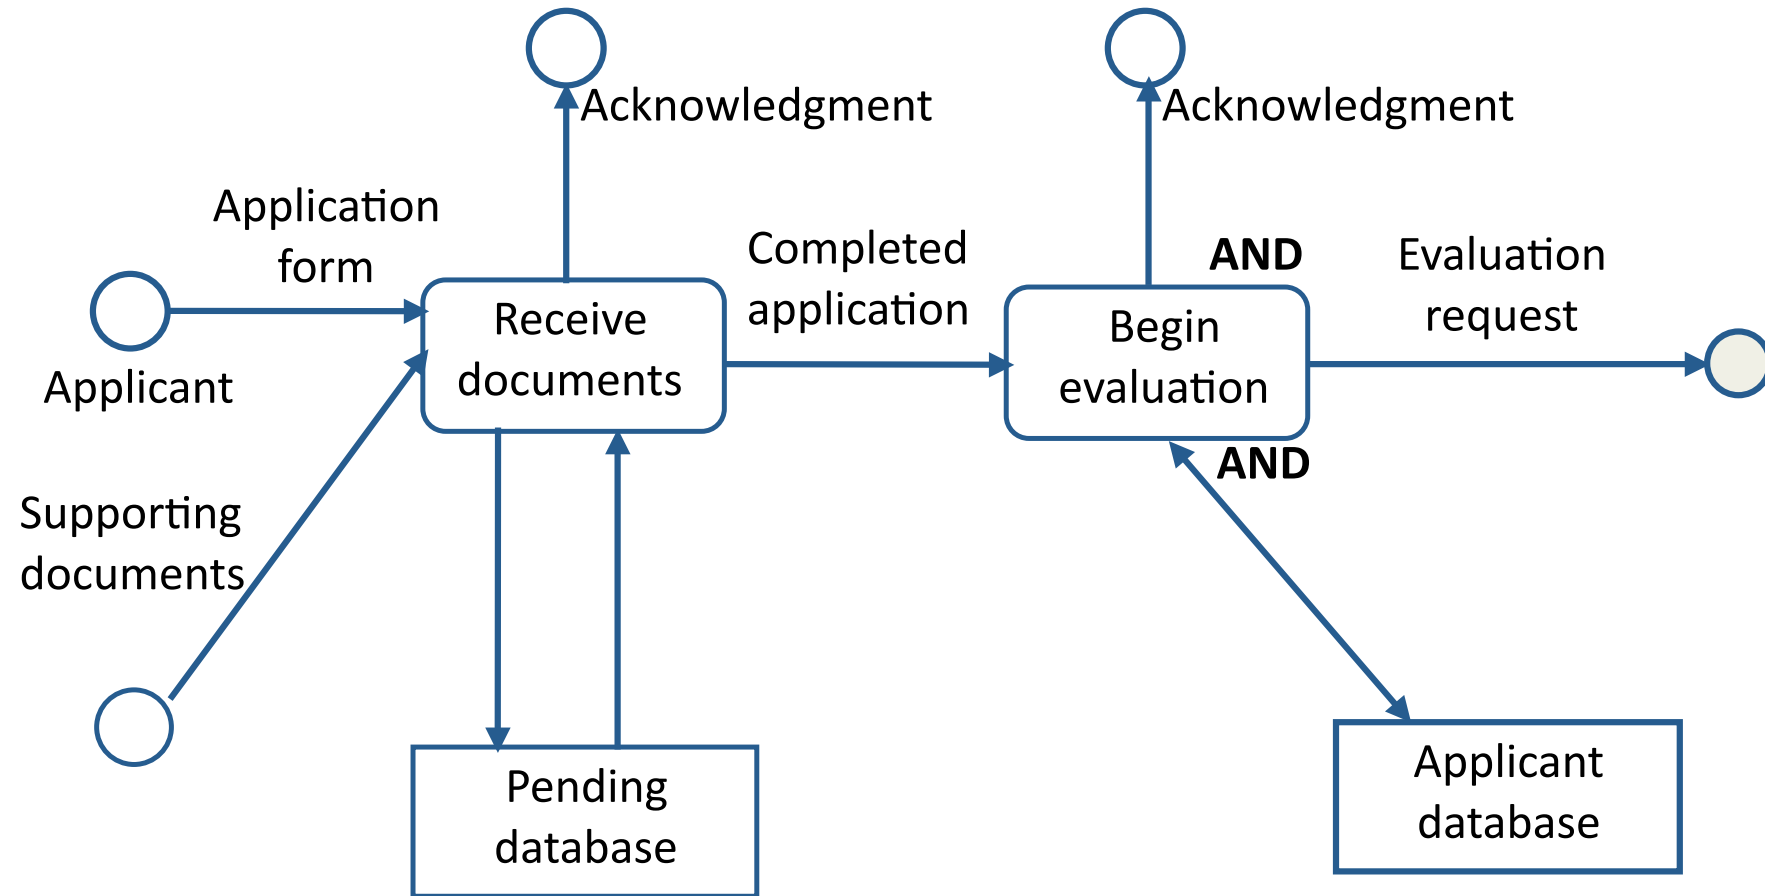 Acknowledgment
Acknowledgment
Application
form
Completed
application
AND
Evaluation
request
Applicant
Receive
documents
Begin
evaluation
AND
Supporting
documents
Pending
database
Applicant
database